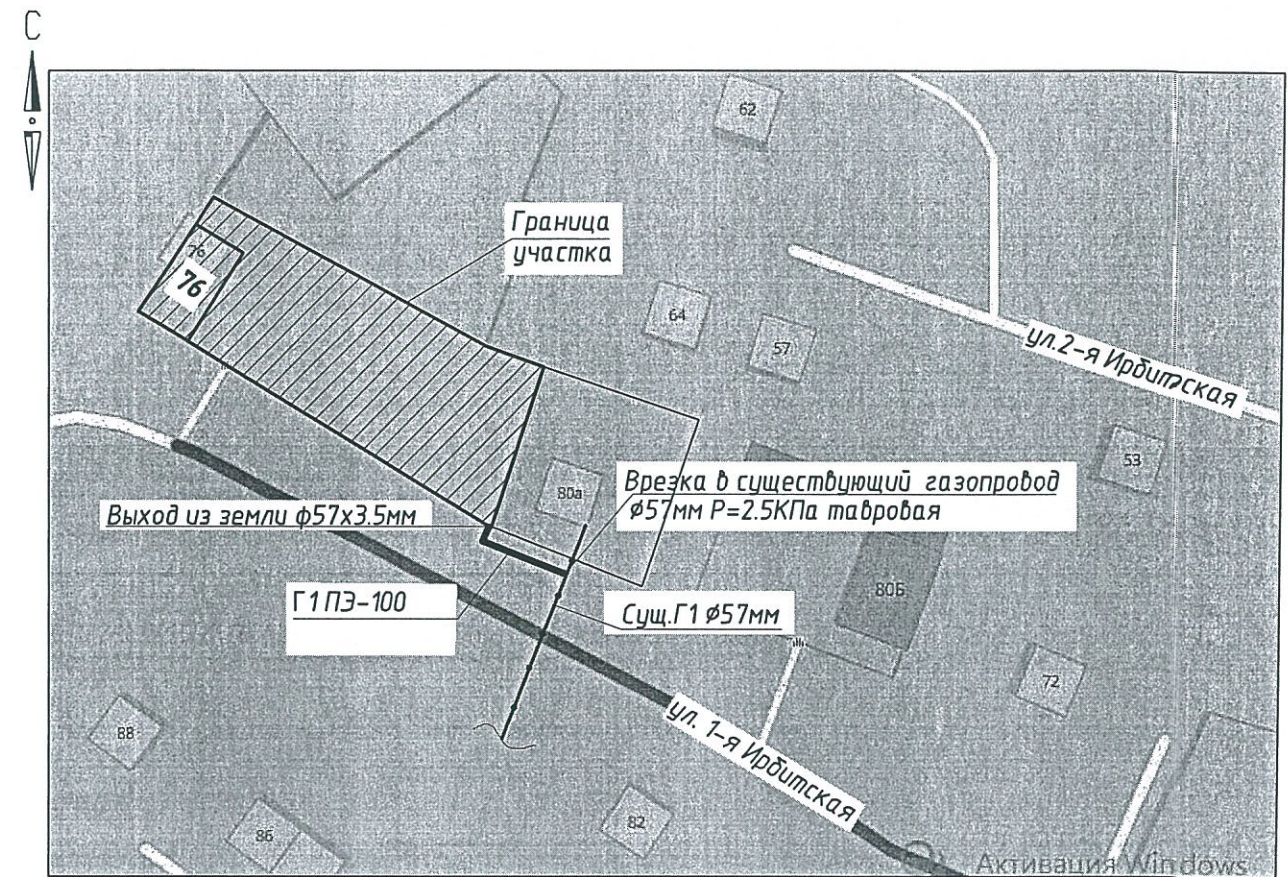 С
62
Граница
участка
76
76
64
57
ул.2-я Ирбитская
53
80а
Врезка в существующий газопровод
ф57мм Р=2.5КПа тавровая
Выход из земли ф57х3.5мм
Г1 ПЭ-100
Сущ.Г1 ф57мм
80Б
72
ул. 1-я Ирбитская
88
86
82
Активация Windows